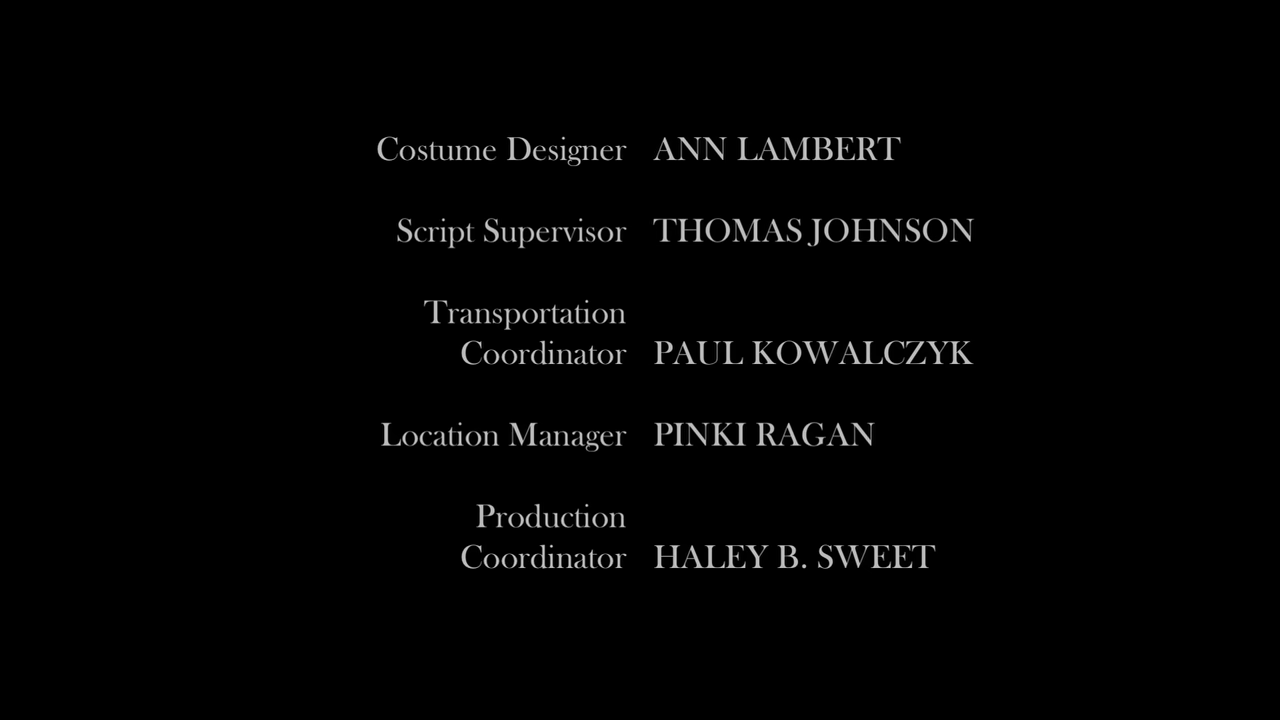 Costume Designer ANN LAMBERT
Script Supervisor THOMAS JOHNSON
Transportation
Coordinator PAUL KOWALCZYK
Location Manager PINKI RAGAN
Production
Coordinator HALEY B. SWEET